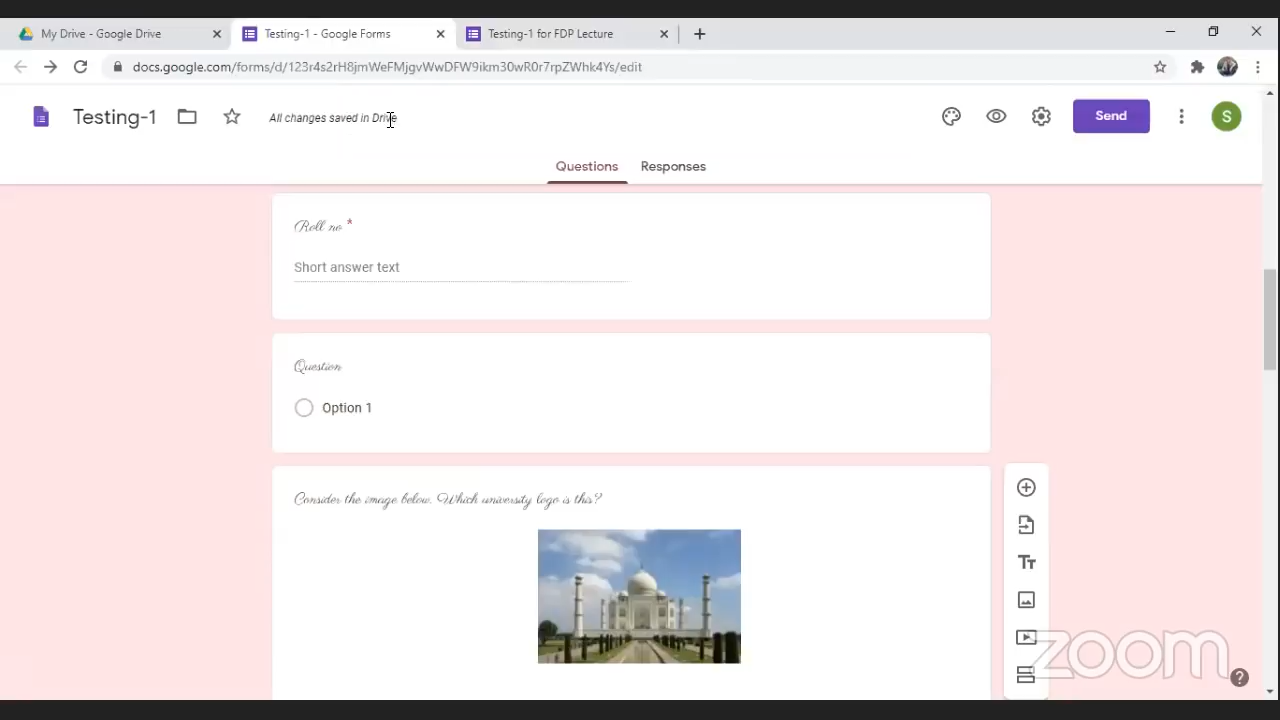 My Drive - Google Drive
Testing-1 - Google Forms
Testing-1 for FDP Lecture
docs.google.com/forms/d/123r4s2rH8jmWeFMjgvWwDFW9ikm30wR0r7rpZWhk4Ys/edit
Testing-1
All changes saved in Drive
Send
S
Questions
Responses
Roll no *
Short answer text
Question
Option 1
Consider the image below. Which university logo is this?
Tт
zoom